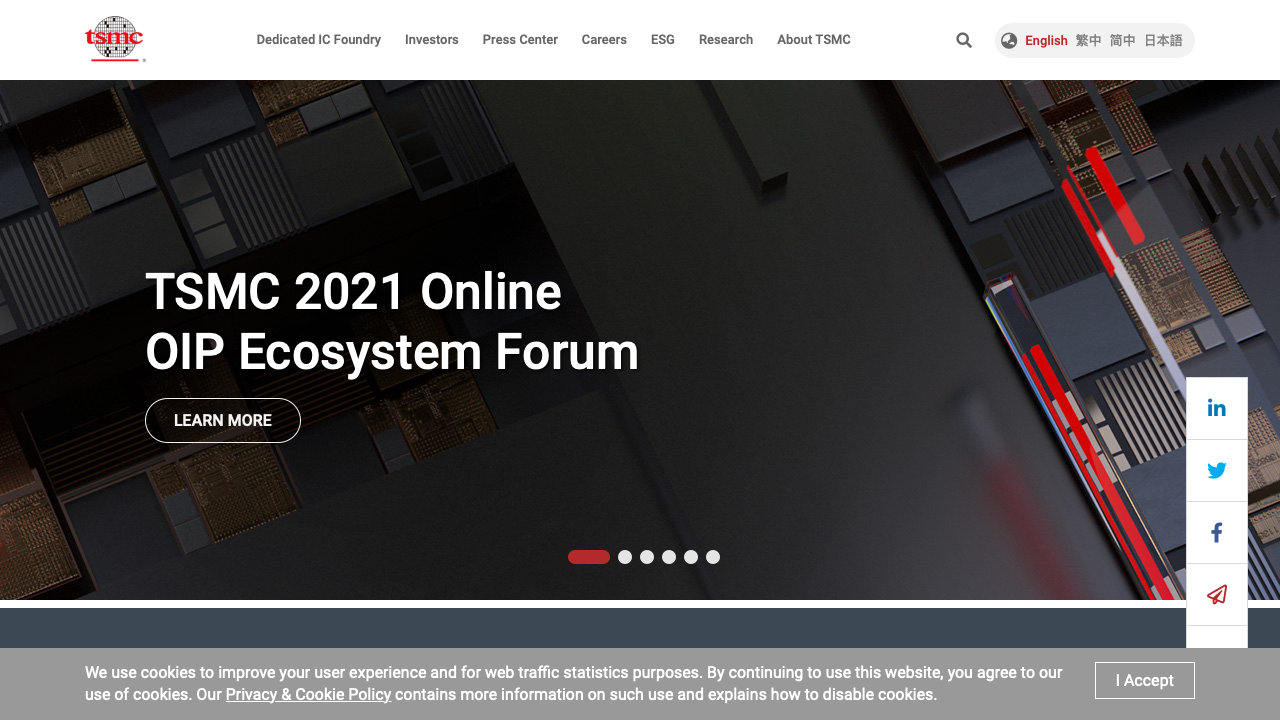 tsmc
Dedicated IC Foundry Investors Press Center Careers ESG Research About TSMC
English 繁中 简中 日本語
TSMC 2021 Online
OIP Ecosystem Forum
LEARN MORE
We use cookies to improve your user experience and for web traffic statistics purposes. By continuing to use this website, you agree to our
use of cookies. Our Privacy & Cookie Policy contains more information on such use and explains how to disable cookies.
I Accept